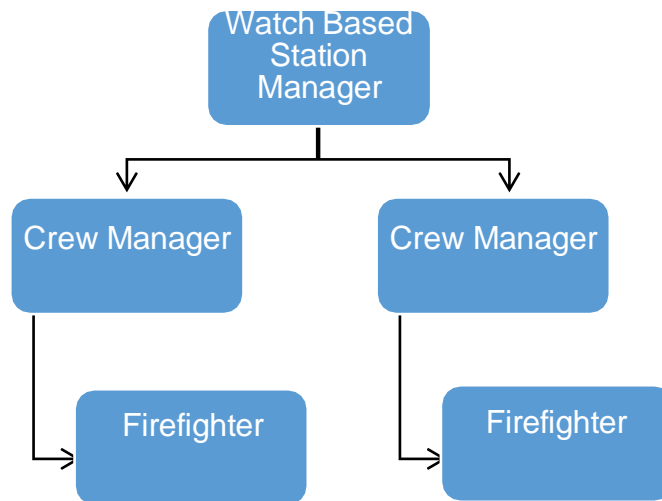 Watch Based
Station
Manager
Crew Manager
Crew Manager
Firefighter
Firefighter